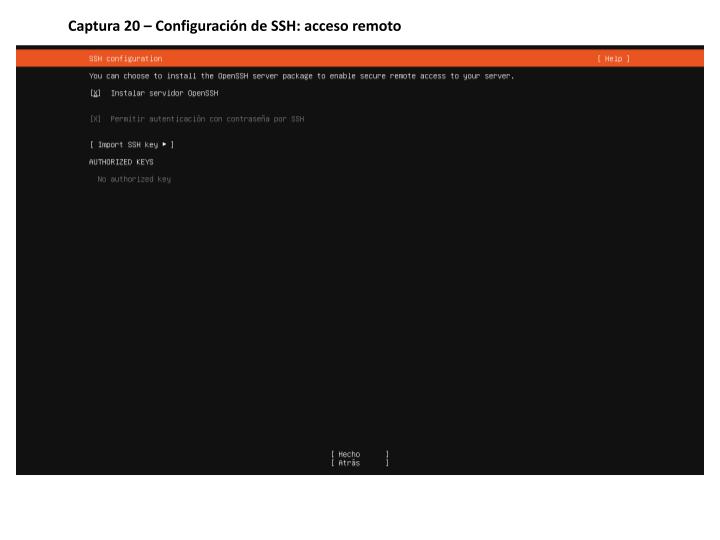 Captura 20 – Configuración de SSH: acceso remoto
SSH configuration [ Help ]
You can choose to install the OpenSSH server package to enable secure remote access to your server.
[X] Instalar servidor OpenSSH
[X] Permitir autenticación con contraseña por SSH
[ Import SSH key ▸ ]
AUTHORIZED KEYS
No authorized key
[ Hecho ]
[ Atrás ]